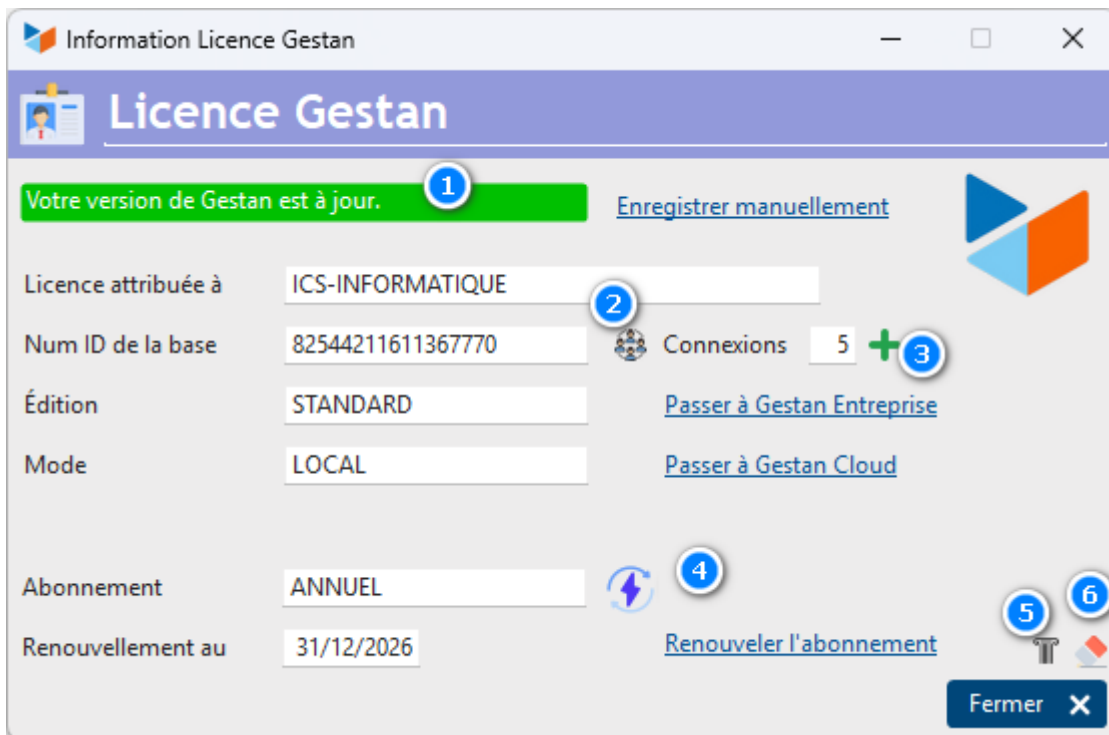 Information Licence Gestan
Licence Gestan
Votre version de Gestan est à jour. 1 Enregistrer manuellement
Licence attribuée à ICS-INFORMATIQUE
2
Num ID de la base 82544211611367770 Connexions 5 3
Édition STANDARD Passer à Gestan Entreprise
Mode LOCAL Passer à Gestan Cloud
Abonnement ANNUEL 4
5 6
Renouvellement au 31/12/2026 Renouveler l'abonnement
Fermer